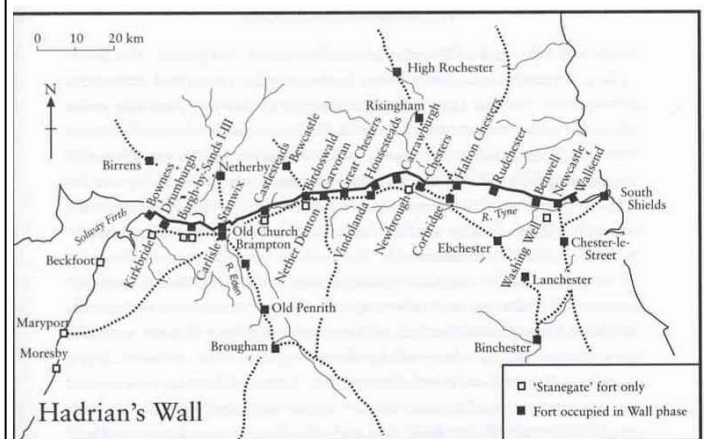 0 10 20 km
N
High Rochester
Risingham
Birrens
Bowness
Drumburgh
Burgh-by-Sands I-III
Netherby
Stanwix
Castlesteads
Bewcastle
Birdoswald
Carvoran
Great Chesters
Housesteads
Carrawburgh
Chesters
Halton Chesters
Rudchester
Benwell
Newcastle
Wallsend
South
Shields
Solway Firth
Kirkbride
Carlisle
Old Church
Brampton
Nether Denton
Vindolanda
Newbrough
Corbridge
R. Tyne
Washing Well
Chester-le-
Street
Ebchester
Beckfoot
R. Eden
Lanchester
Maryport
Old Penrith
Moresby
Brougham
Binchester
Hadrian's Wall
'Stanegate' fort only
Fort occupied in Wall phase